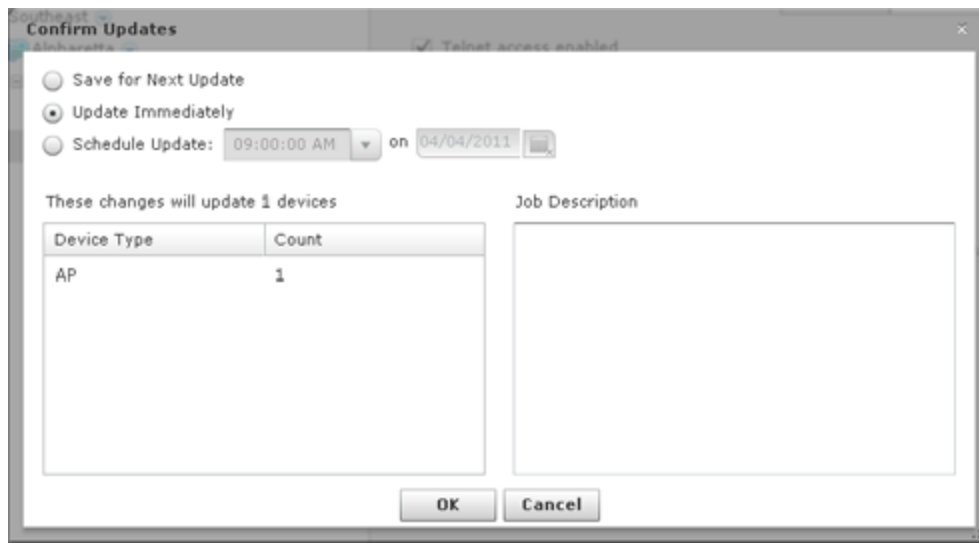 Southeast
Confirm Updates
Alpharetta
Telnet access enabled
Save for Next Update
Update Immediately
Schedule Update: 09:00:00 AM on 04/04/2011
These changes will update 1 devices
Job Description
Device Type Count
AP 1
OK Cancel